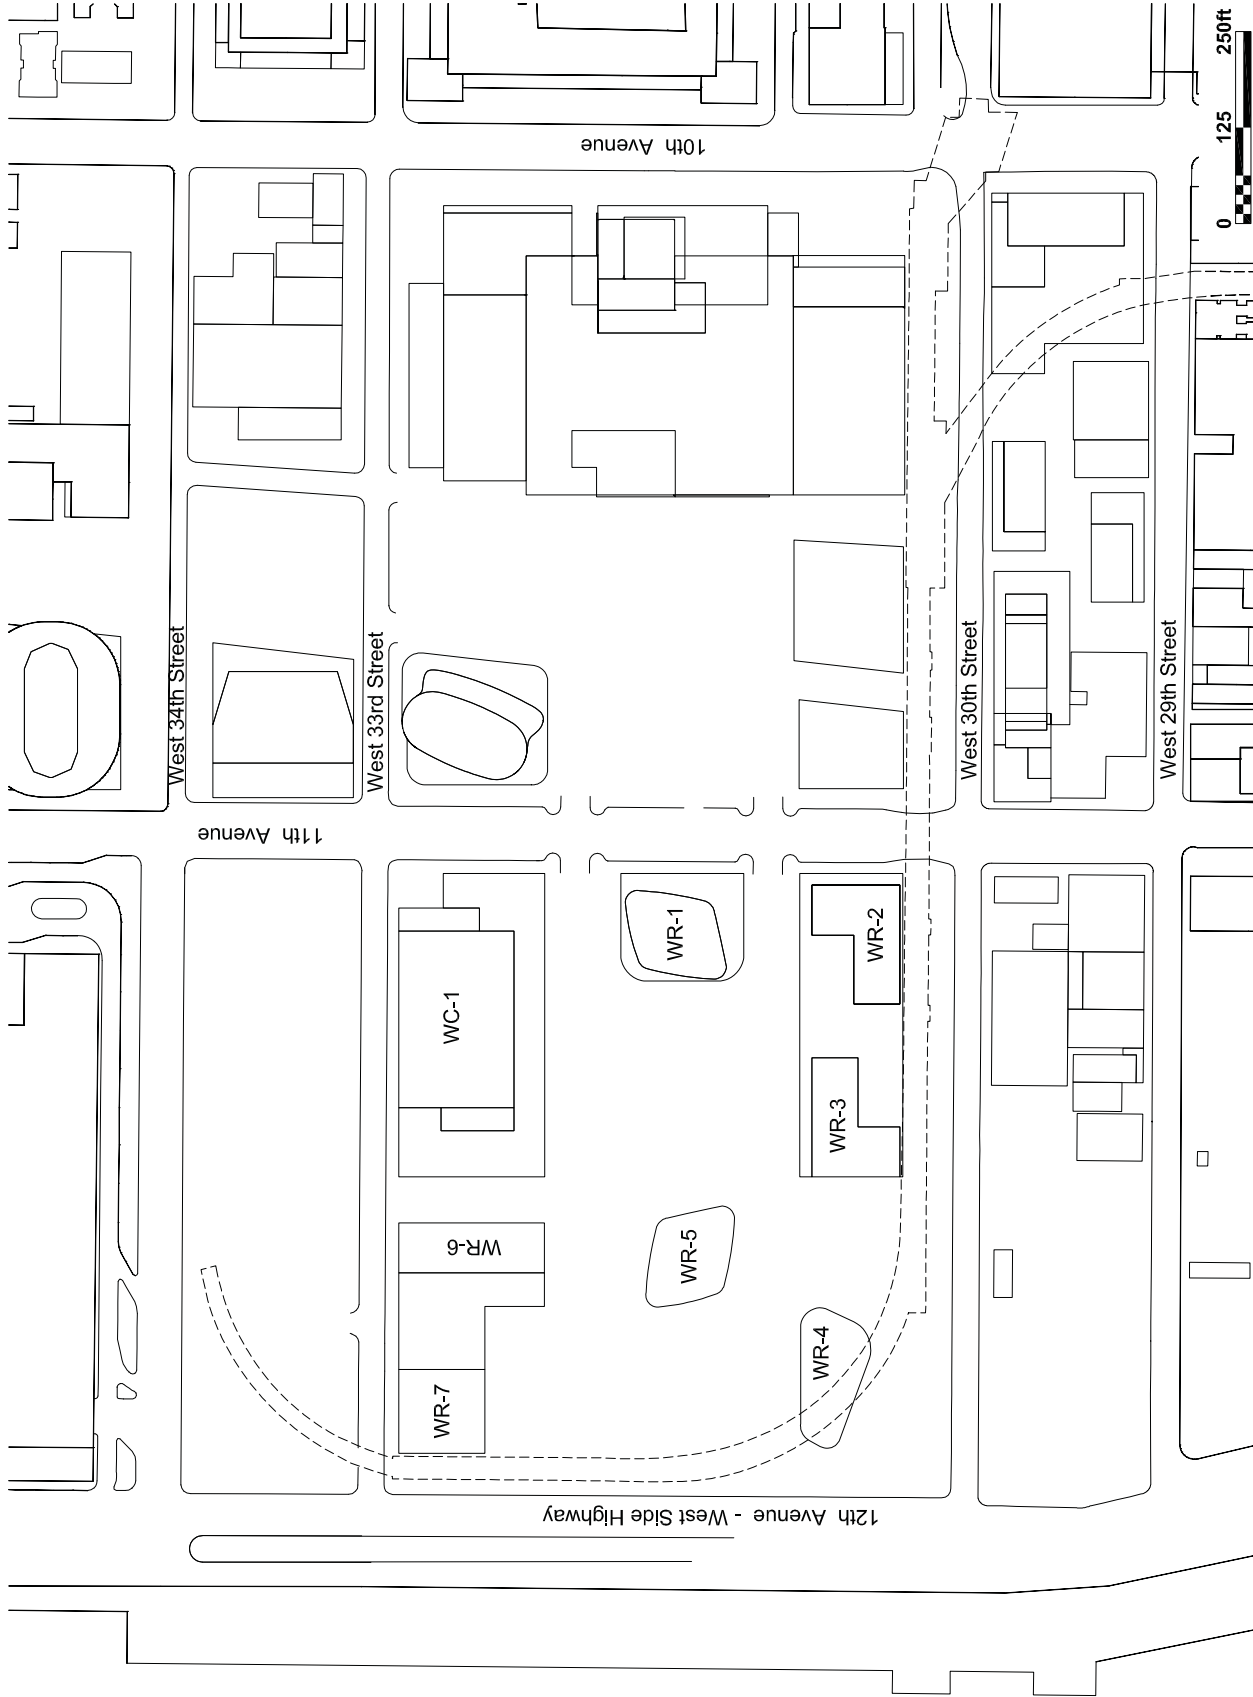 10th Avenue
0 125 250ft
West 34th Street
West 33rd Street
West 30th Street
West 29th Street
11th Avenue
WC-1
WR-1
WR-2
WR-3
WR-6
WR-5
WR-4
WR-7
12th Avenue - West Side Highway